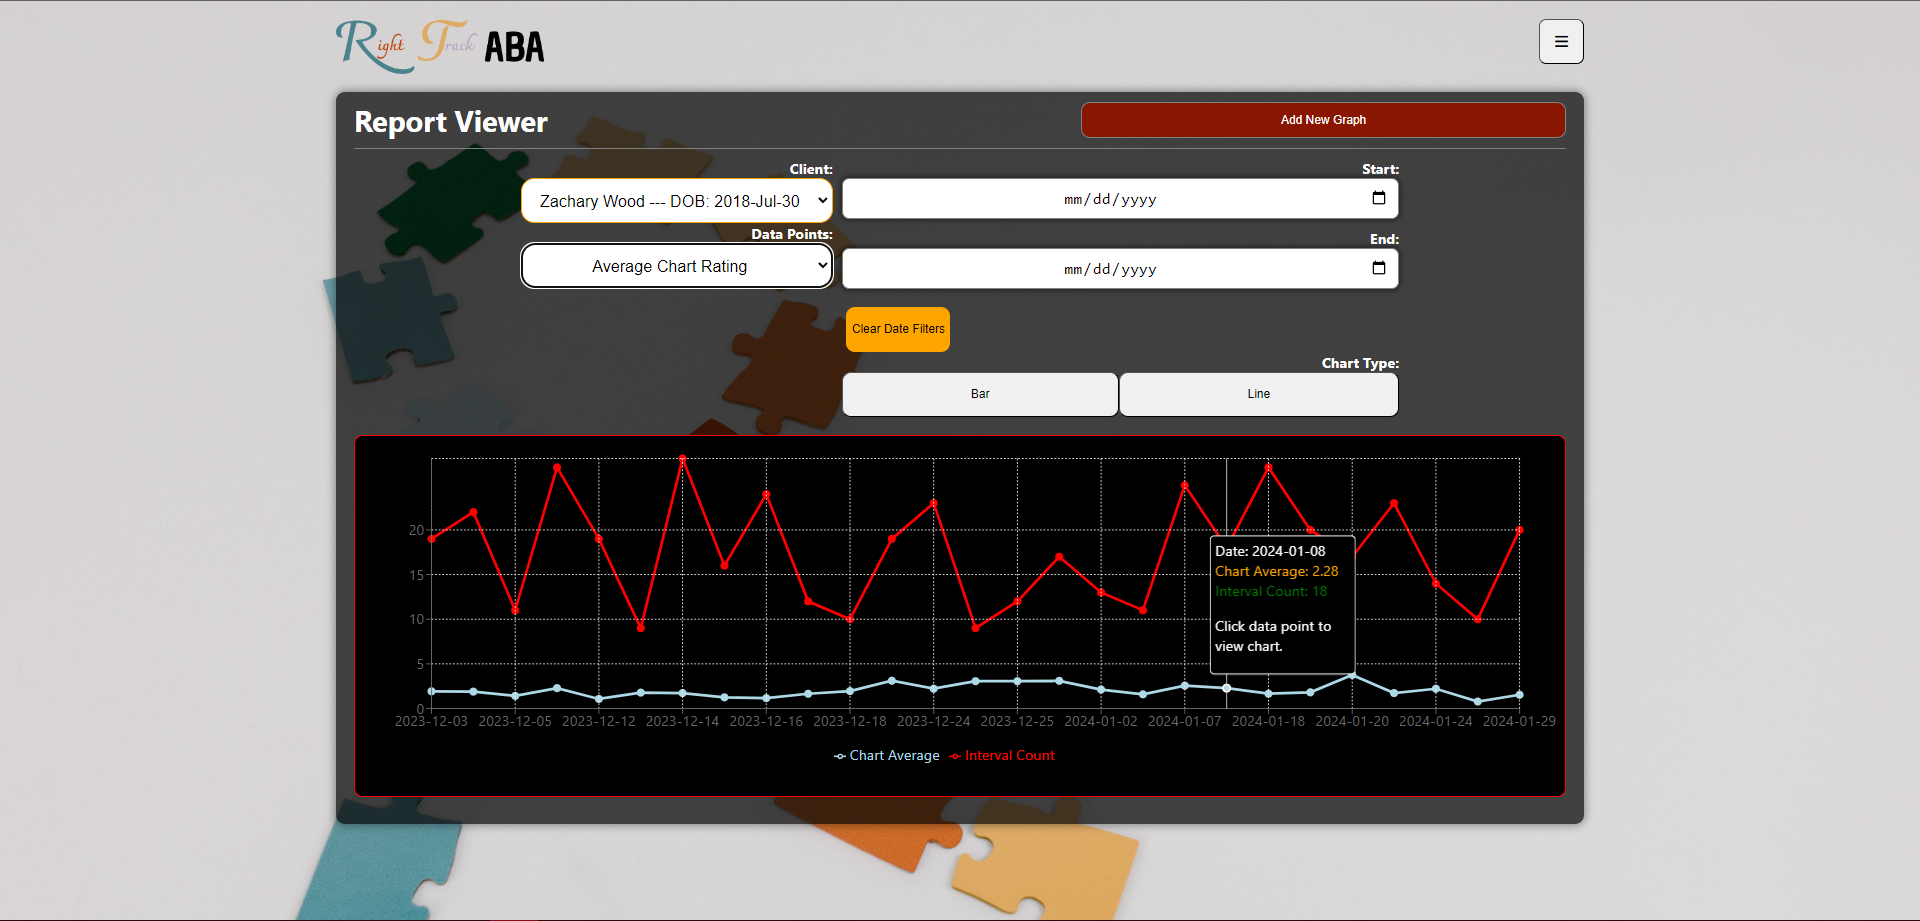 Right Track ABA
☰
Report Viewer
Add New Graph
Client:
Zachary Wood --- DOB: 2018-Jul-30
Start:
mm/dd/yyyy
Data Points:
Average Chart Rating
End:
mm/dd/yyyy
Clear Date Filters
Chart Type:
Bar
Line
20
15
10
5
0
Date: 2024-01-08
Chart Average: 2.28
Interval Count: 18
Click data point to
view chart.
2023-12-03 2023-12-05 2023-12-12 2023-12-14 2023-12-16 2023-12-18 2023-12-24 2023-12-25 2024-01-02 2024-01-07 2024-01-18 2024-01-20 2024-01-24 2024-01-29
Chart Average Interval Count